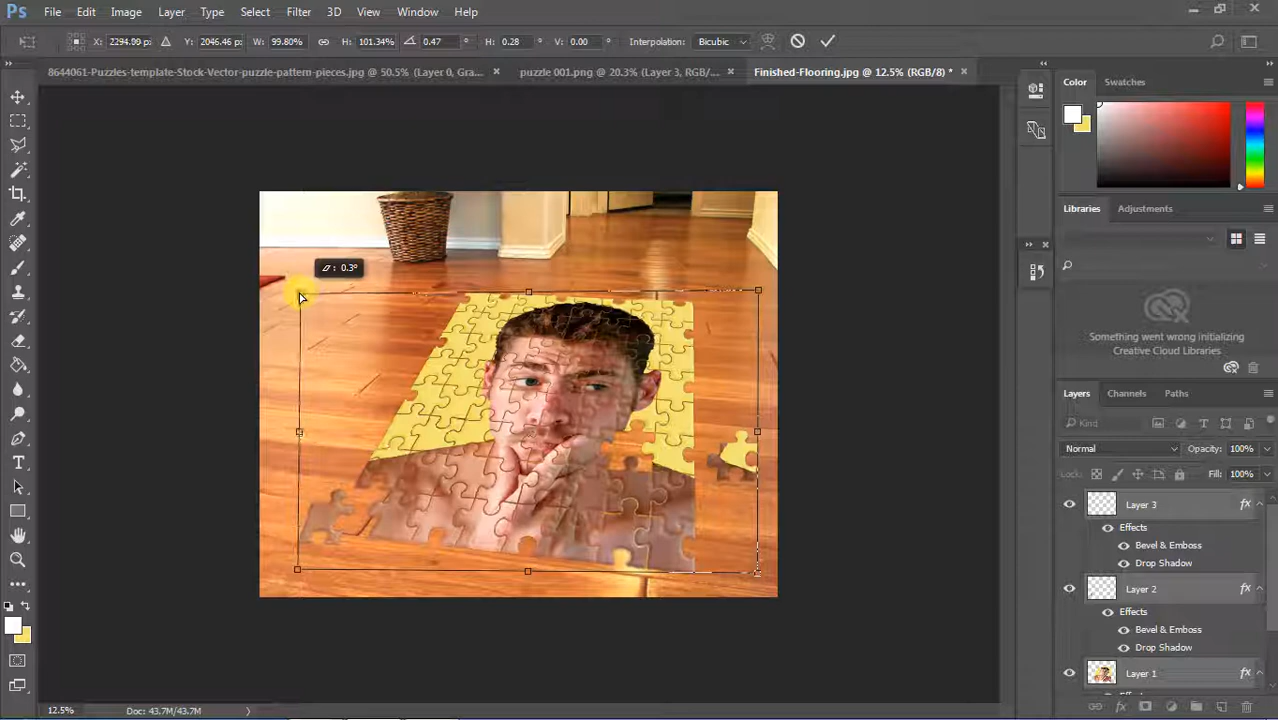 Ps File Edit Image Layer Type Select Filter 3D View Window Help
X: 2294.00 px Y: 2046.46 px W: 99.80% H: 101.34% 0.47 ° H: 0.28 ° V: 0.00 ° Interpolation: Bicubic
8644061-Puzzles-template-Stock-Vector-puzzle-pattern-pieces.jpg @ 50.5% (Layer 0, Gra... × puzzle 001.png @ 20.3% (Layer 3, RGB/... × Finished-Flooring.jpg @ 12.5% (RGB/8) * ×
Color Swatches
Libraries Adjustments
0.3°
Something went wrong initializing
Creative Cloud Libraries
Layers Channels Paths
Kind
Normal Opacity: 100%
Lock: Fill: 100%
Layer 3 fx
Effects
Bevel & Emboss
Drop Shadow
Layer 2 fx
Effects
Bevel & Emboss
Drop Shadow
Layer 1 fx
12.5% Doc: 43.7M/43.7M